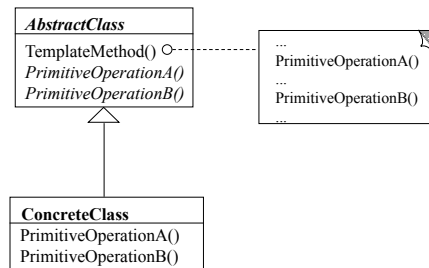 AbstractClass
TemplateMethod()
PrimitiveOperationA()
PrimitiveOperationB()
...
PrimitiveOperationA()
...
PrimitiveOperationB()
...
ConcreteClass
PrimitiveOperationA()
PrimitiveOperationB()